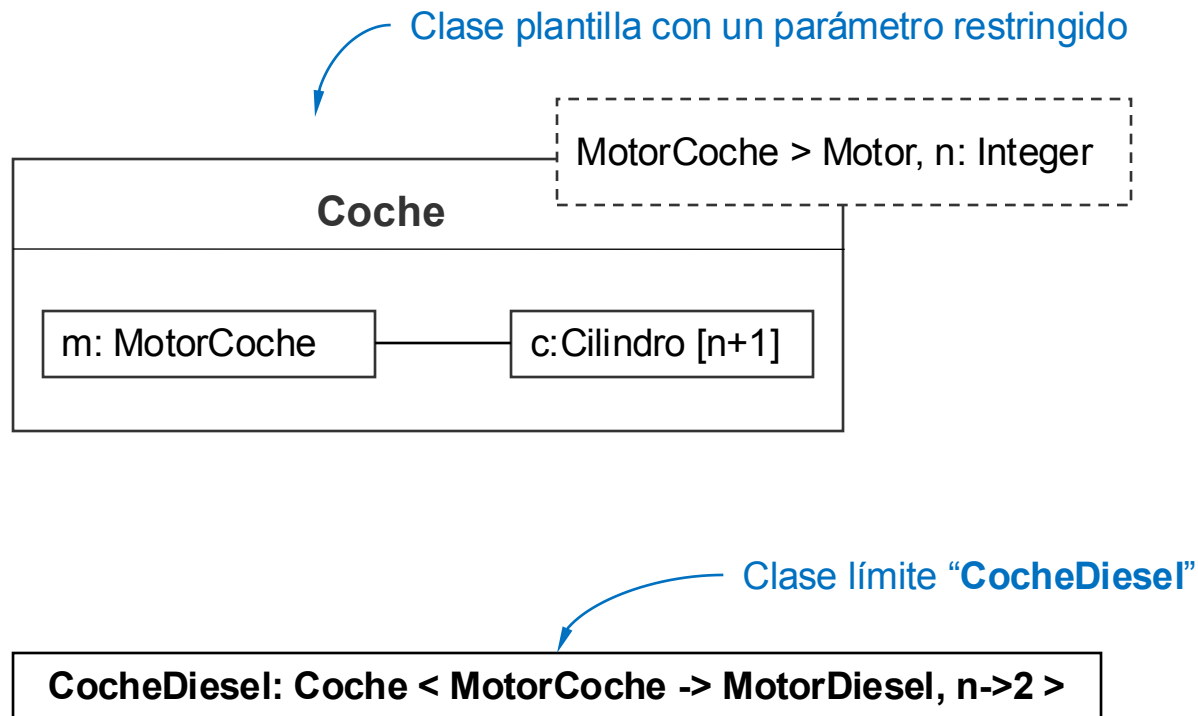 Clase plantilla con un parámetro restringido
MotorCoche > Motor, n: Integer
Coche
m: MotorCoche
c:Cilindro [n+1]
Clase límite “CocheDiesel”
CocheDiesel: Coche < MotorCoche -> MotorDiesel, n->2 >